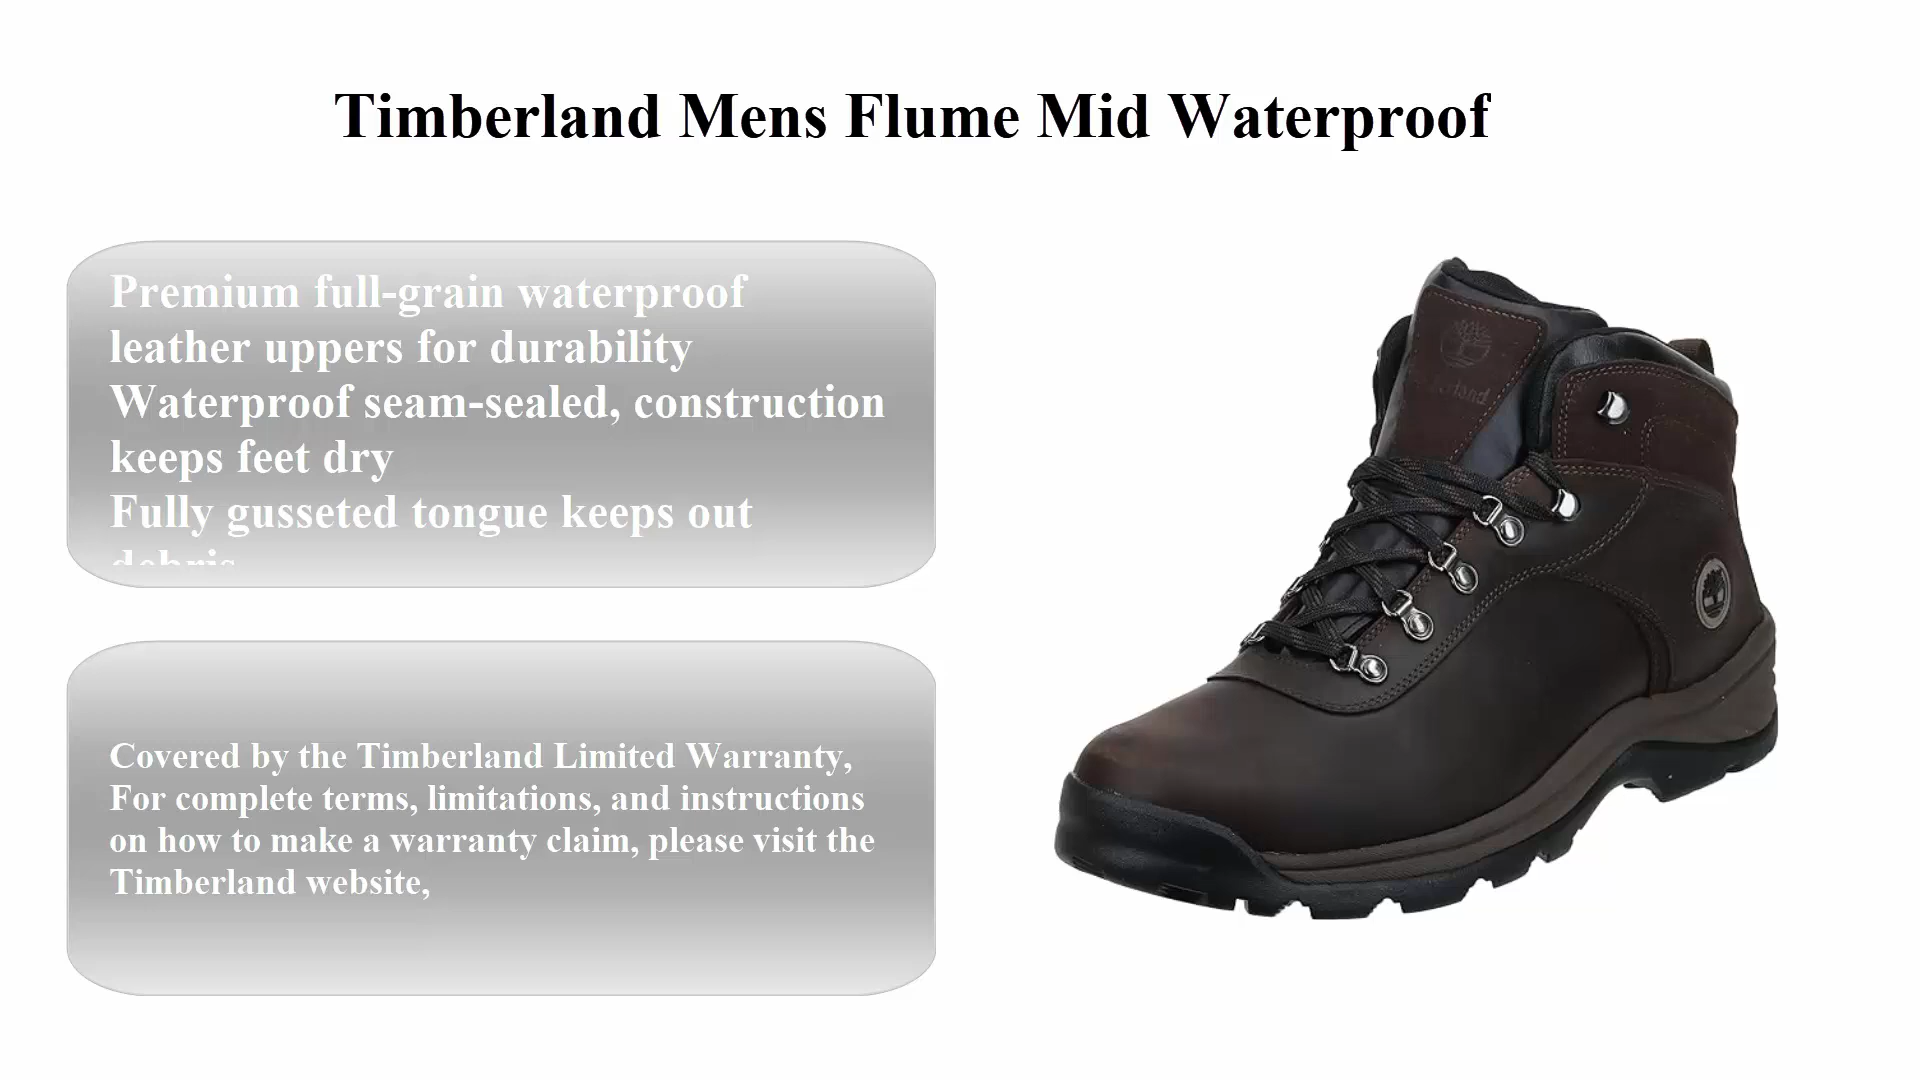 Timberland Mens Flume Mid Waterproof
Premium full-grain waterproof
leather uppers for durability
Waterproof seam-sealed, construction
keeps feet dry
Fully gusseted tongue keeps out
debris
Covered by the Timberland Limited Warranty,
For complete terms, limitations, and instructions
on how to make a warranty claim, please visit the
Timberland website,